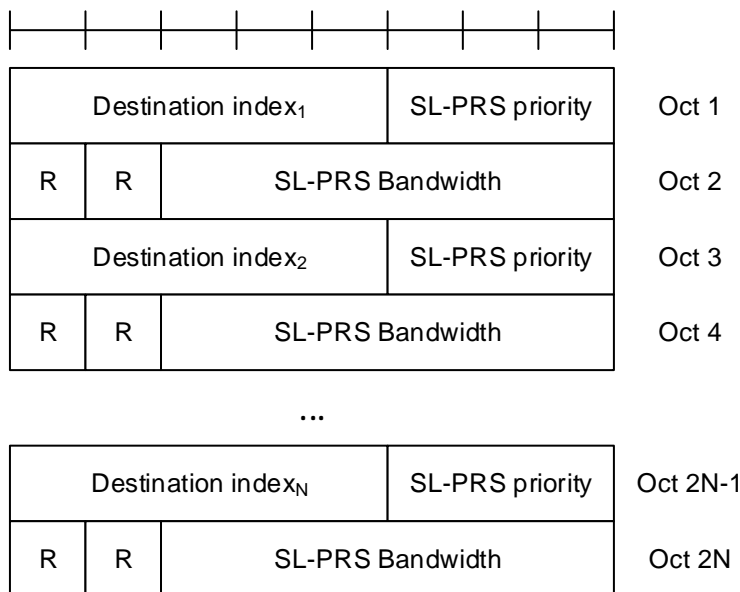 Destination index₁ SL-PRS priority Oct 1
R R SL-PRS Bandwidth Oct 2
Destination index₂ SL-PRS priority Oct 3
R R SL-PRS Bandwidth Oct 4
...
Destination index_N SL-PRS priority Oct 2N-1
R R SL-PRS Bandwidth Oct 2N